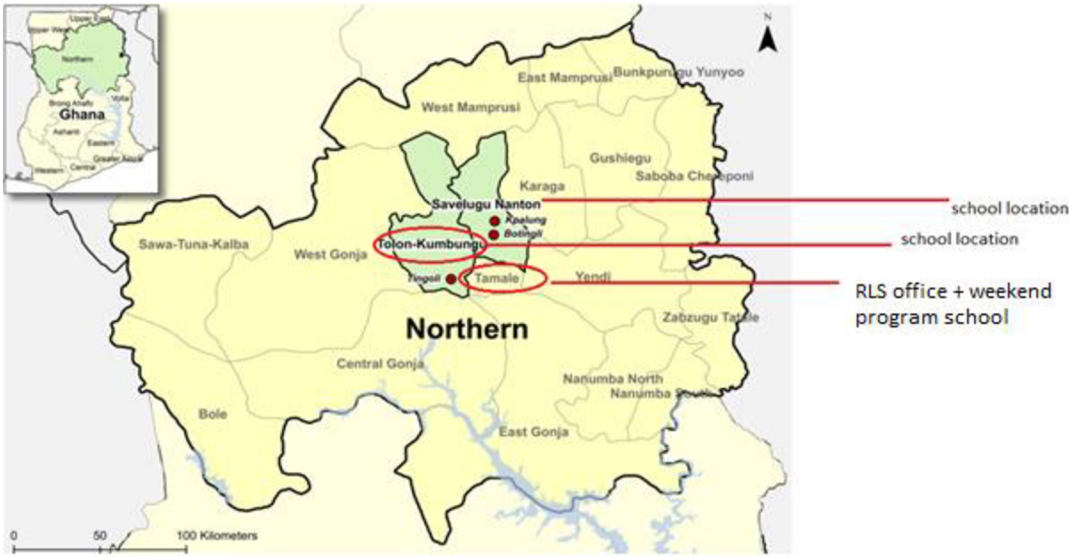 Upper East
Upper West
Northern
Brong Ahafo
Volta
Ghana
Ashanti
Eastern
Greater Accra
Western
Central
N
East Mamprusi
Bunkpurugu Yunyoo
West Mamprusi
Gushiegu
Karaga
Saboba Chereponi
Savelugu Nanton
school location
Kpalung
Botingli
Sawa-Tuna-Kalba
West Gonja
Tolon-Kumbungu
school location
Tingoli
Tamale
Yendi
RLS office + weekend
program school
Zabzugu Tatale
Northern
Central Gonja
Nanumba North
Nanumba South
Bole
East Gonja
0 50 100 Kilometers